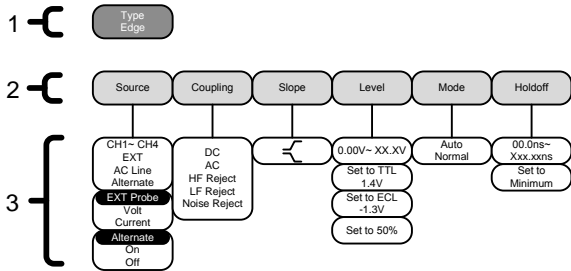 1
Type
Edge
2
Source
Coupling
Slope
Level
Mode
Holdoff
3
CH1~ CH4
EXT
AC Line
Alternate
EXT Probe
Volt
Current
Alternate
On
Off
DC
AC
HF Reject
LF Reject
Noise Reject
0.00V~ XX.XV
Set to TTL
1.4V
Set to ECL
-1.3V
Set to 50%
Auto
Normal
00.0ns~
Xxx.xxns
Set to
Minimum